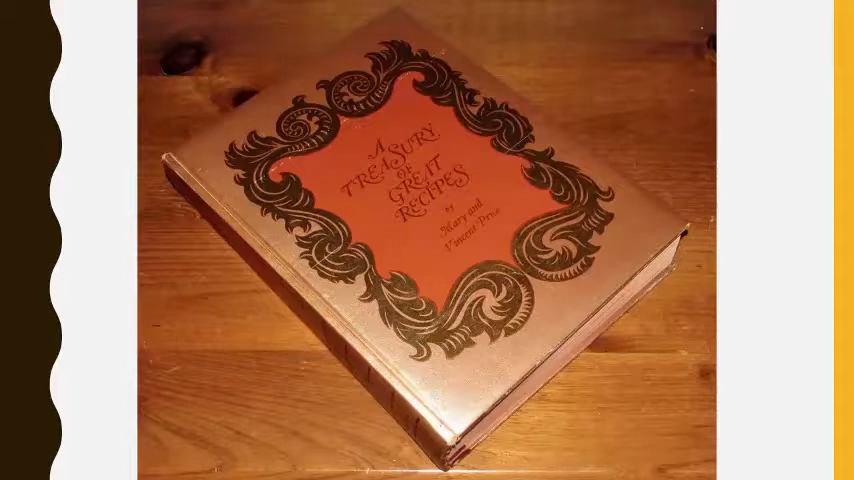 A
TREASURY
OF
GREAT
RECIPES
by
Mary and
Vincent Price